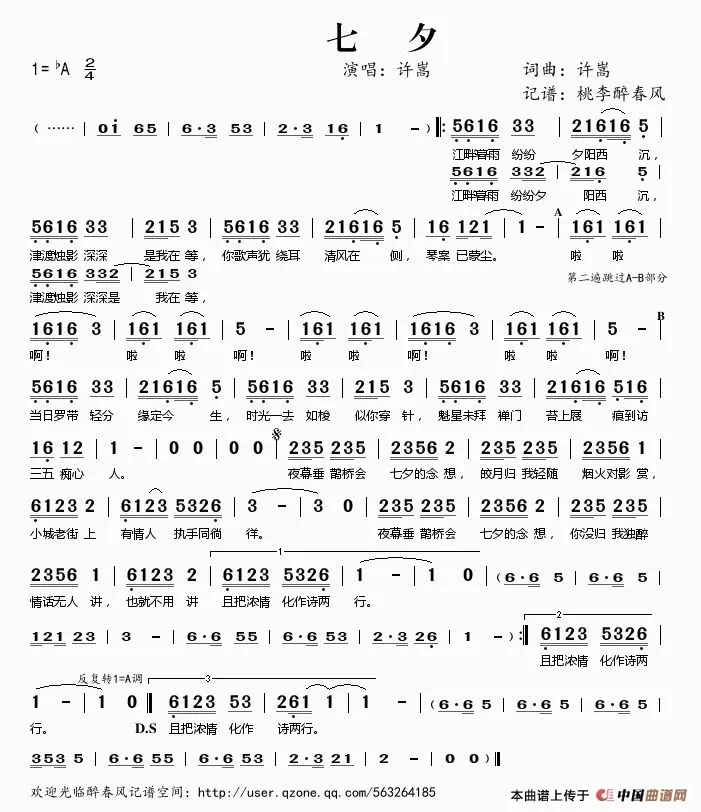 七 夕
1=♭A 2/4
演唱：许嵩
词曲：许嵩
记谱：桃李醉春风
( …… | 0i 65 | 6·3 53 | 2·3 16 | 1 - ) ‖: 5616 33 | 21616 5 |
江畔暮雨 纷纷 夕阳西 沉，
5616 332 | 216 5 |
江畔暮雨 纷纷夕 阳西 沉，
5616 33 | 215 3 | 5616 33 | 21616 5 | 16 121 | 1 - | A 161 161 |
津渡烛影 深深 是我在 等， 你歌声犹 绕耳 清风在 侧， 琴案 已蒙尘。 啦 啦
5616 332 | 215 3
第二遍跳过A-B部分
津渡烛影 深深是 我在 等，
1616 3 | 161 161 | 5 - | 161 161 | 1616 3 | 161 161 | 5 - | B
啊！ 啦 啦 啊！ 啦 啦 啊！ 啦 啦 啊！
5616 33 | 21616 5 | 5616 33 | 21616 5 | 5616 33 | 21616 5 | 5 1 6
当日罗带 轻分 缘定今 生， 时光一去 如梭 似你穿 针， 魁星未拜 禅门 苔上屐 痕到访
16 12 | 1 - | 0 0 | 0 0 | 235 235 | 2356 2 | 235 235 | 2356 1 |
三五 痴心 人。 夜幕垂 鹊桥会 七夕的念 想， 皎月归 我轻随 烟火对影 赏，
6123 2 | 6123 5326 | 3 - | 3 0 | 235 235 | 2356 2 | 235 235 |
小城老街 上 有情人 执手同徜 徉。 夜幕垂 鹊桥会 七夕的念 想， 你没归 我独醉
1
2356 1 | 6123 2 | 6123 5326 | 1 - | 1 0 | ( 6·6 5 | 6·6 5 |
情话无人 讲， 也就不用 讲 且把浓情 化作诗两 行。
2
121 23 | 3 - | 6·6 55 | 6·6 53 | 2·3 26 | 1 - ) :‖ 6123 5326 |
且把浓情 化作诗两
反复转1=A调
3
1 - | 1 0 ‖ 6123 53 | 261 1 | 1 - | ( 6·6 5 | 6·6 5 |
行。 D.S 且把浓情 化作 诗两行。
353 5 | 6·6 55 | 6·6 53 | 2·3 21 | 2 - | 0 0 )‖
欢迎光临醉春风记谱空间：http://user.qzone.qq.com/563264185
本曲谱上传于 中国曲谱网